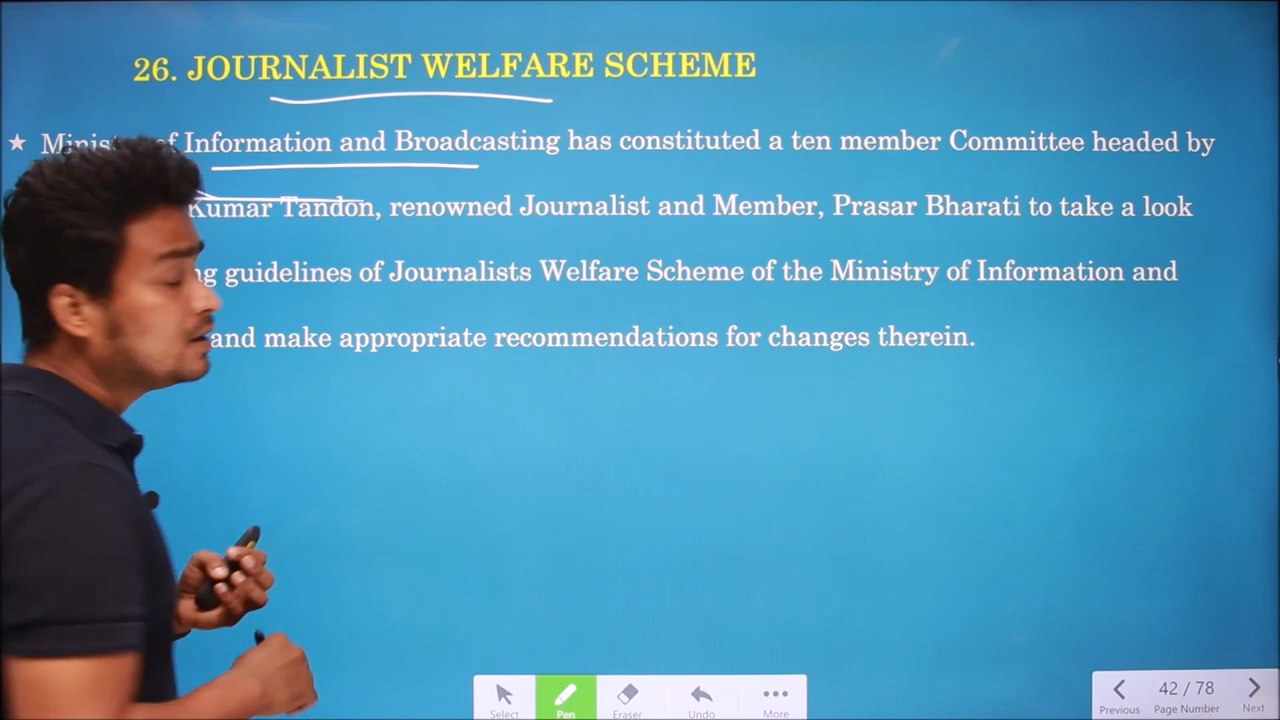 26. JOURNALIST WELFARE SCHEME
★ of Information and Broadcasting has constituted a ten member Committee headed by
Kumar Tandon, renowned Journalist and Member, Prasar Bharati to take a look
guidelines of Journalists Welfare Scheme of the Ministry of Information and
and make appropriate recommendations for changes therein.
Select Pen Eraser Undo More
Previous 42 / 78 Page Number Next